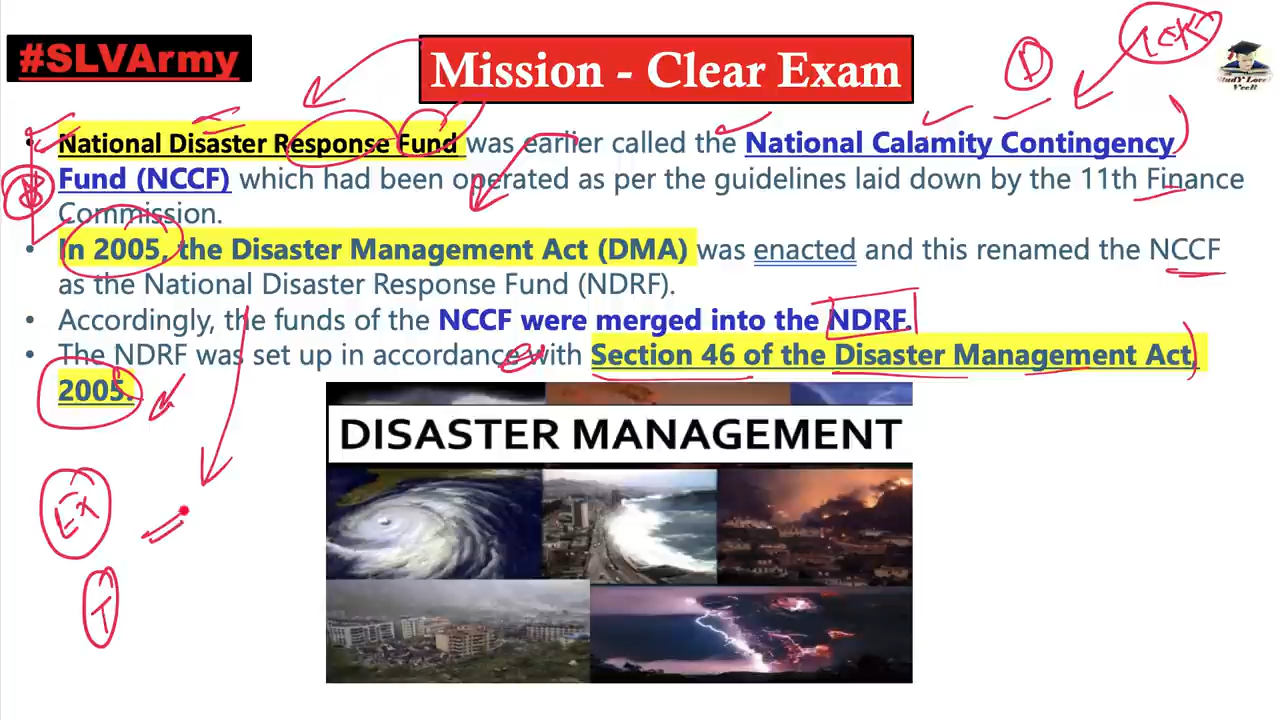 #SLVArmy
Mission - Clear Exam
StudY LoveR
VeeR
• National Disaster Response Fund was earlier called the National Calamity Contingency
Fund (NCCF) which had been operated as per the guidelines laid down by the 11th Finance
Commission.
• In 2005, the Disaster Management Act (DMA) was enacted and this renamed the NCCF
as the National Disaster Response Fund (NDRF).
• Accordingly, the funds of the NCCF were merged into the NDRF.
• The NDRF was set up in accordance with Section 46 of the Disaster Management Act,
2005.
DISASTER MANAGEMENT
Ex
T